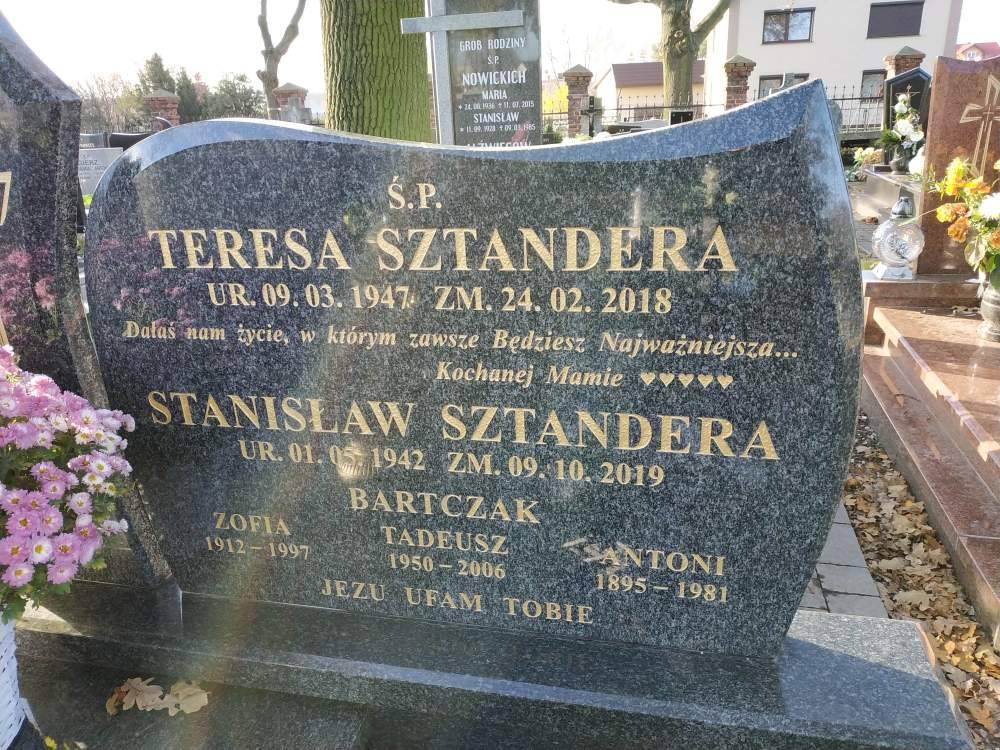 GROB RODZINY
Ś.P.
NOWICKICH
MARIA
STANISŁAW
Ś.P.
TERESA SZTANDERA
UR. 09. 03. 1947 ZM. 24. 02. 2018
Dałaś nam życie, w którym zawsze Będziesz Najważniejsza...
Kochanej Mamie ♥♥♥♥♥
STANISŁAW SZTANDERA
UR. 01. 1942 ZM. 09. 10. 2019
BARTCZAK
ZOFIA
1912 – 1997
TADEUSZ
1950 – 2006
ANTONI
1895 – 1981
JEZU UFAM TOBIE